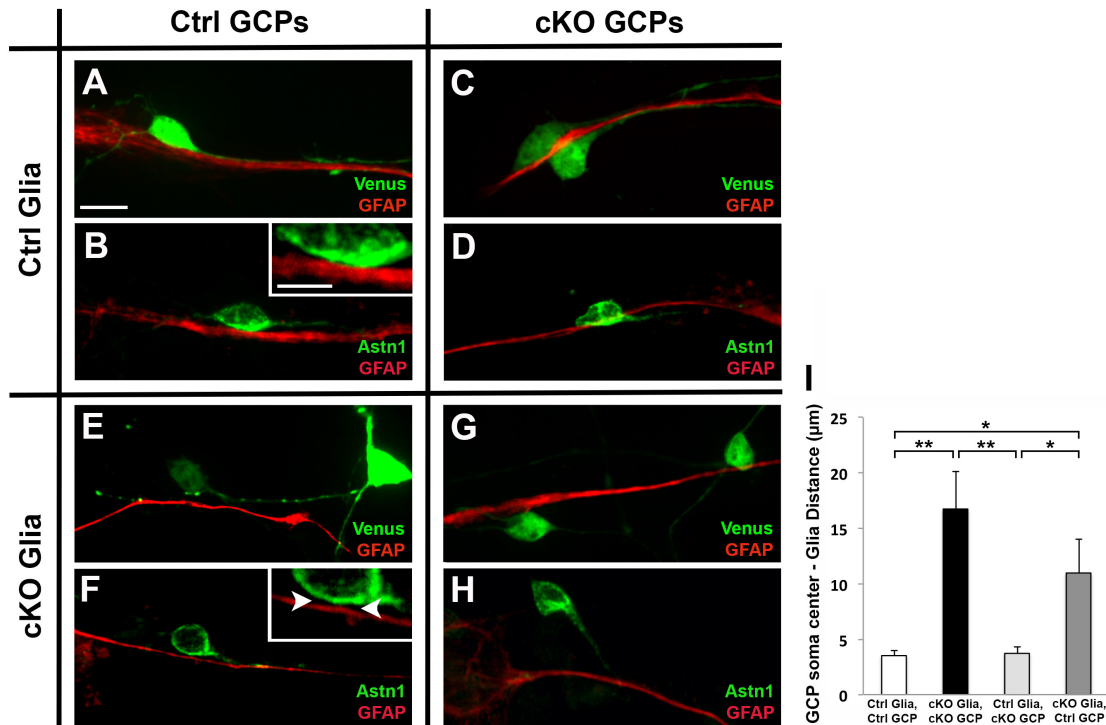 Ctrl GCPs
cKO GCPs
Ctrl Glia
A
Venus
GFAP
C
Venus
GFAP
B
Astn1
GFAP
D
Astn1
GFAP
cKO Glia
E
Venus
GFAP
G
Venus
GFAP
F
Astn1
GFAP
H
Astn1
GFAP
I
GCP soma center - Glia Distance (µm)
25
20
15
10
5
0
*
** ** *
Ctrl Glia, cKO Glia, Ctrl Glia, cKO Glia,
Ctrl GCP cKO GCP cKO GCP Ctrl GCP